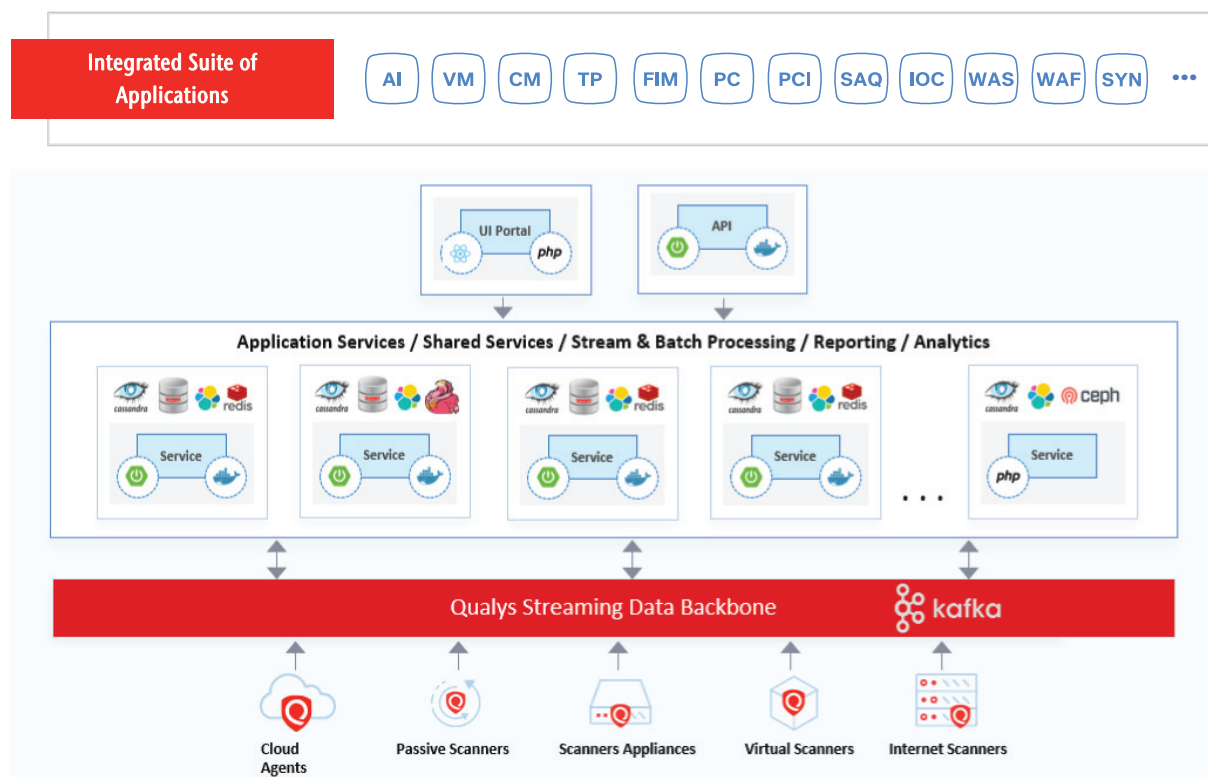 Integrated Suite of
Applications
AI VM CM TP FIM PC PCI SAQ IOC WAS WAF SYN •••
UI Portal
php
API
Application Services / Shared Services / Stream & Batch Processing / Reporting / Analytics
cassandra redis cassandra cassandra redis cassandra redis cassandra ceph
Service Service Service Service Service
php
. . .
Qualys Streaming Data Backbone kafka
Cloud
Agents
Passive Scanners
Scanners Appliances
Virtual Scanners
Internet Scanners